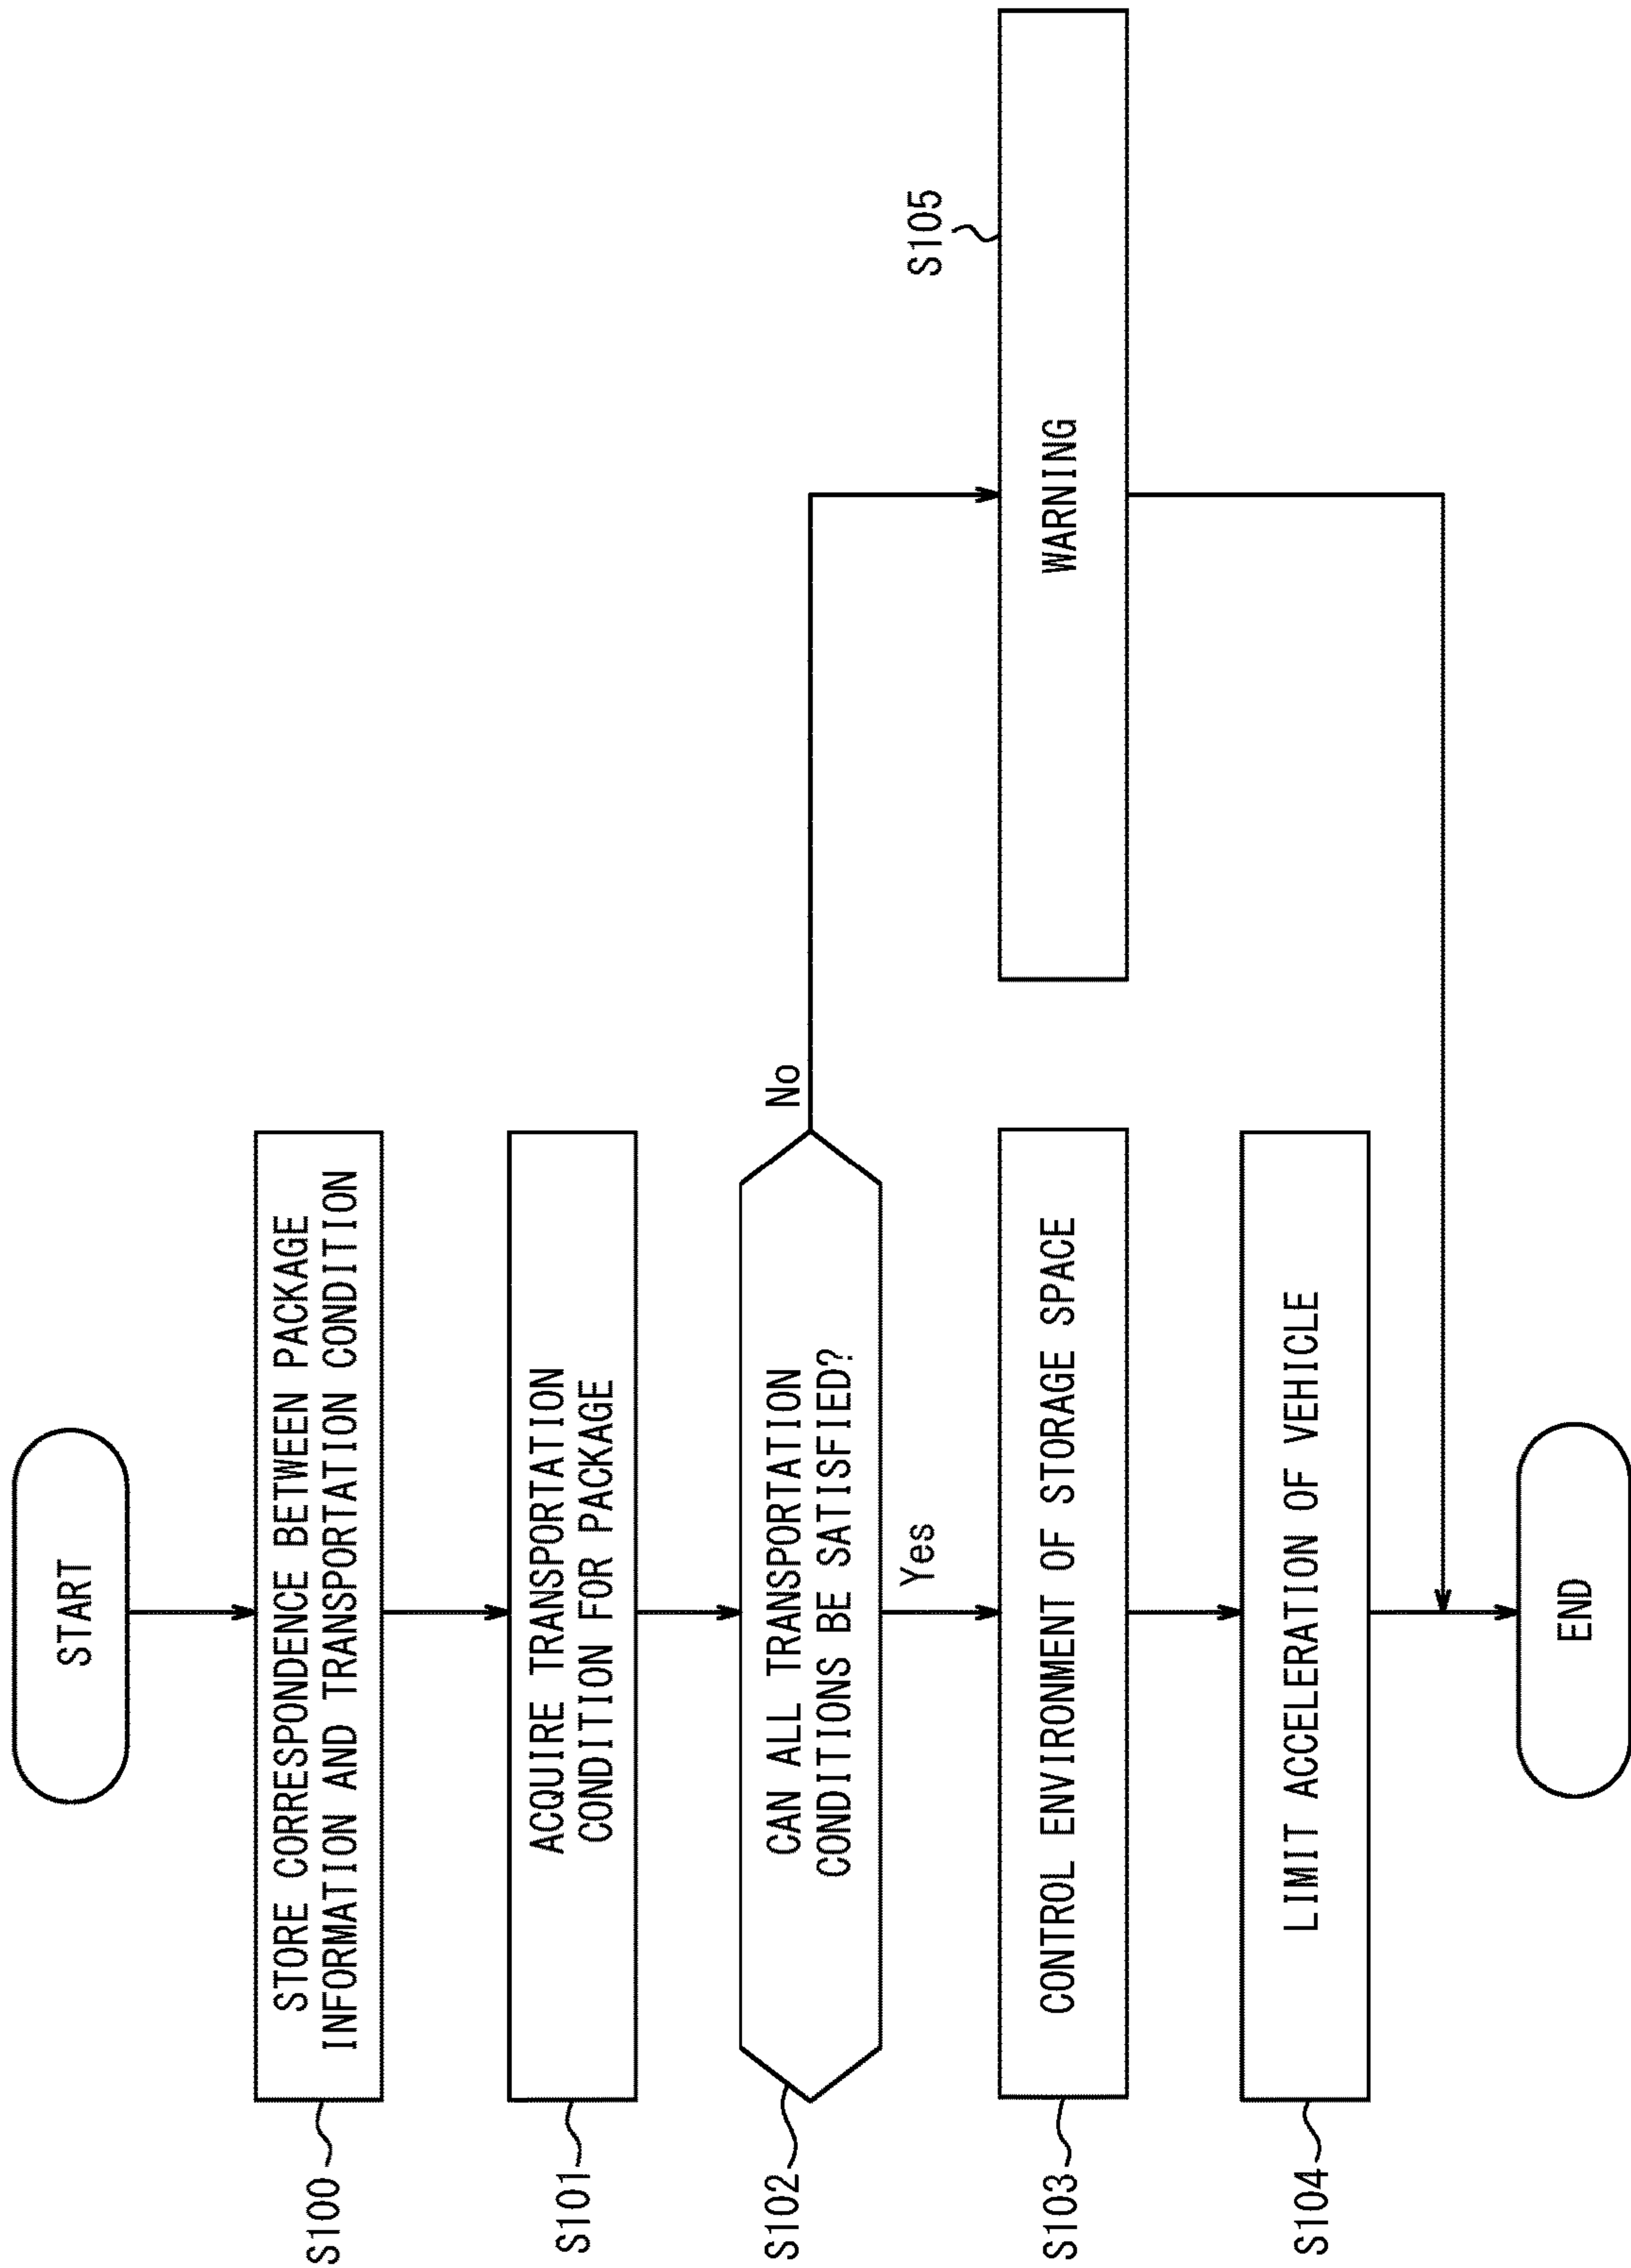 START
S100
STORE CORRESPONDENCE BETWEEN PACKAGE
INFORMATION AND TRANSPORTATION CONDITION
S101
ACQUIRE TRANSPORTATION
CONDITION FOR PACKAGE
S102
CAN ALL TRANSPORTATION
CONDITIONS BE SATISFIED?
No
Yes
S103
CONTROL ENVIRONMENT OF STORAGE SPACE
S105
WARNING
S104
LIMIT ACCELERATION OF VEHICLE
END